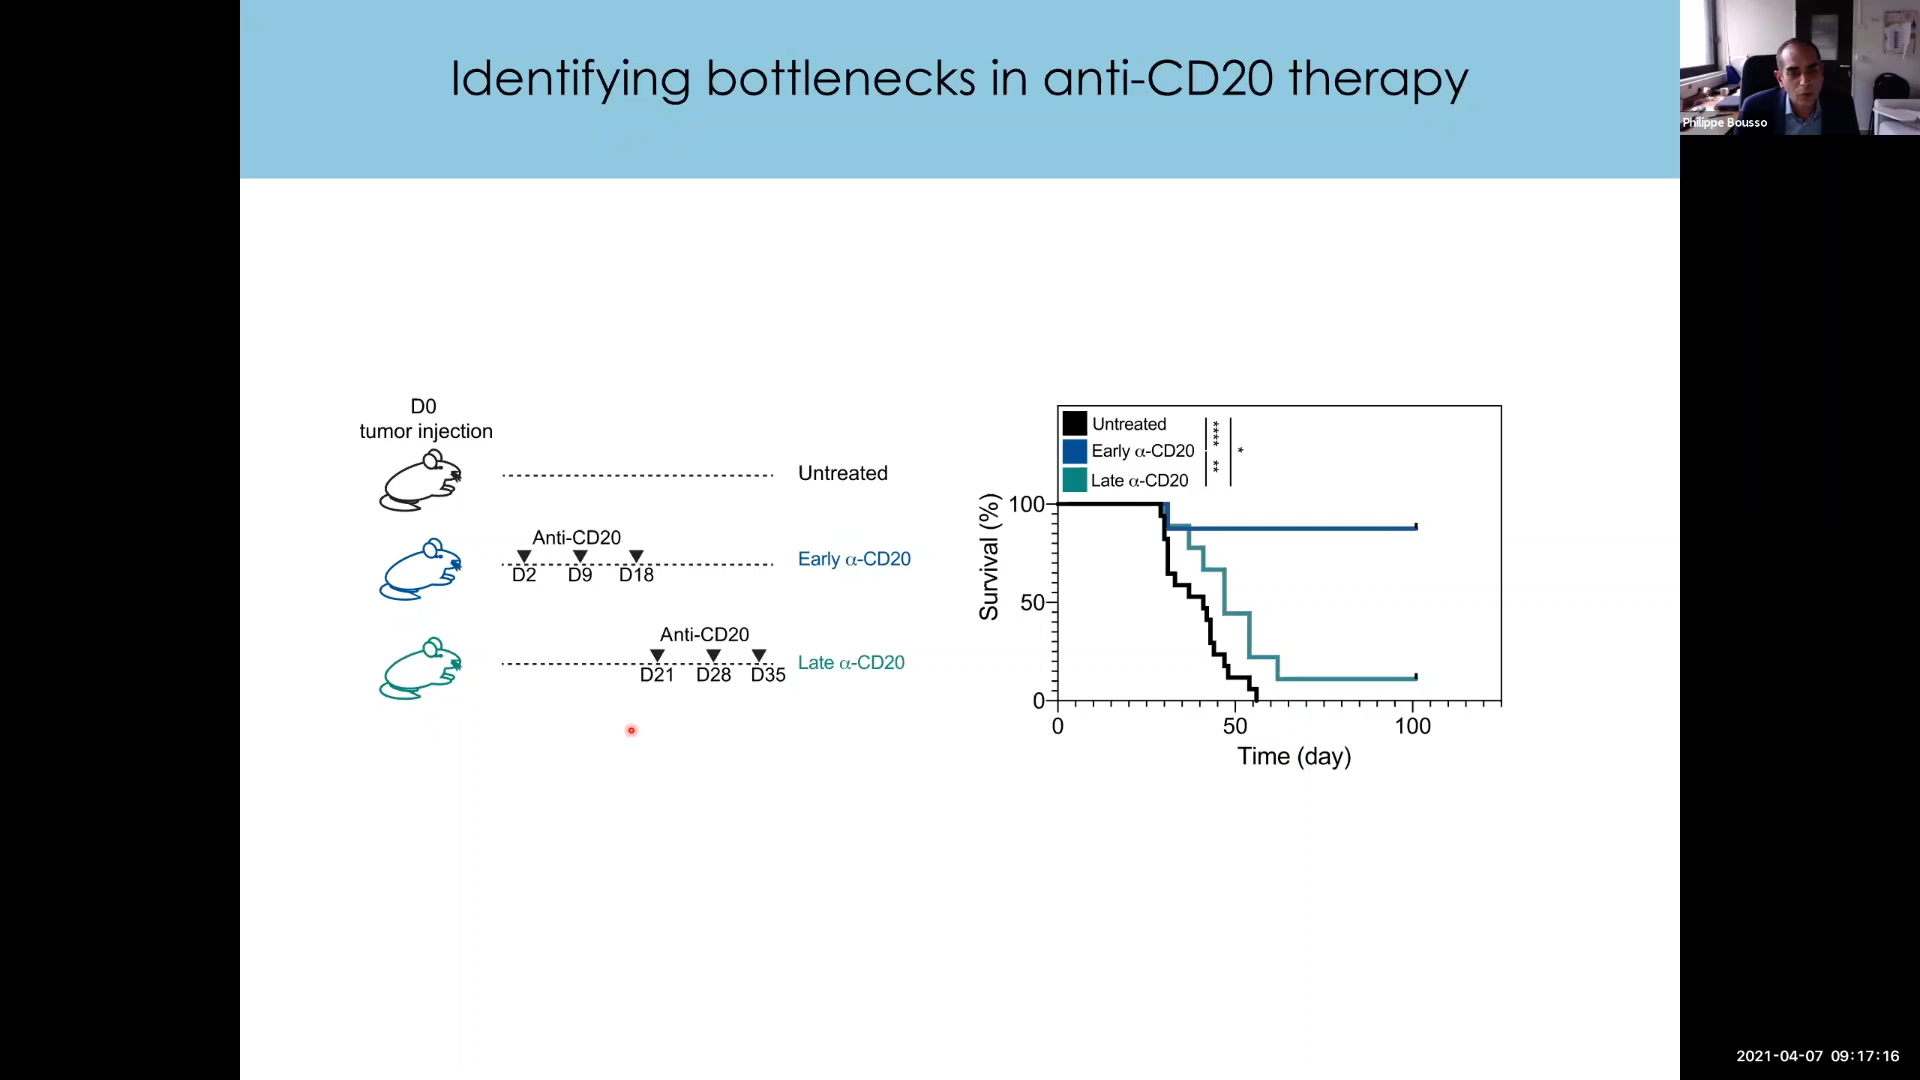 Identifying bottlenecks in anti-CD20 therapy
Philippe Bousso
D0
tumor injection
Untreated
Anti-CD20
D2 D9 D18
Early α-CD20
Anti-CD20
D21 D28 D35
Late α-CD20
Untreated
Early α-CD20
Late α-CD20
****
**
*
Survival (%)
100
50
0
0 50 100
Time (day)
2021-04-07 09:17:16